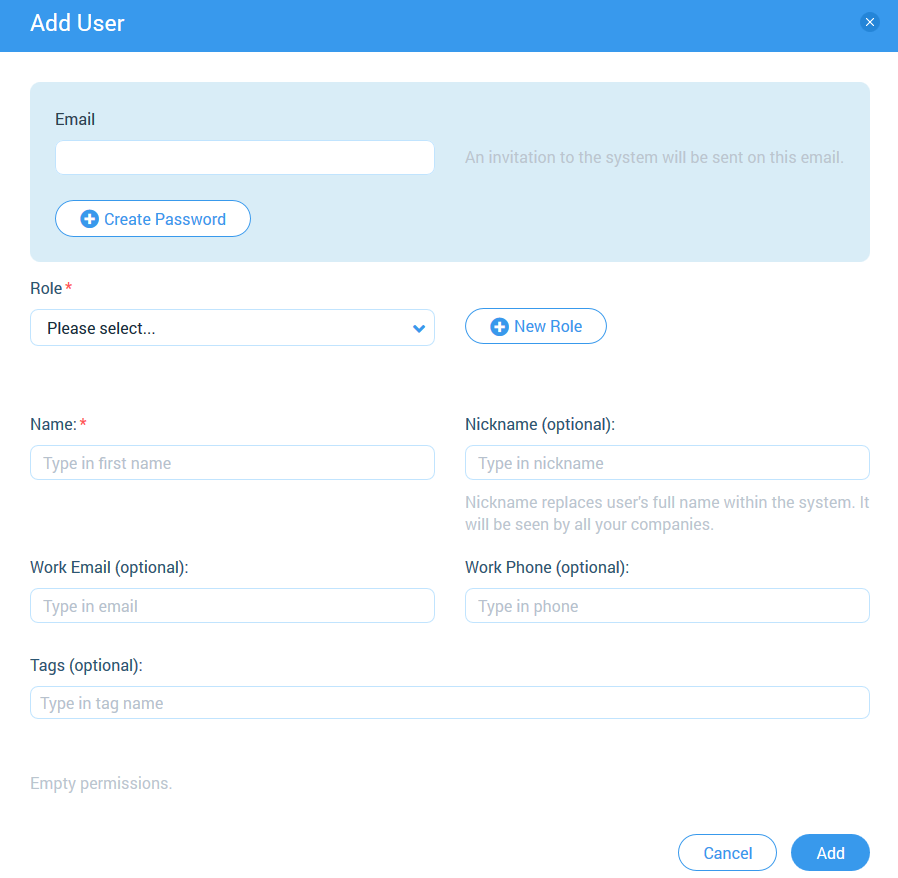 Add User
Email
An invitation to the system will be sent on this email.
Create Password
Role*
Please select...
New Role
Name:*
Nickname (optional):
Type in first name
Type in nickname
Nickname replaces user's full name within the system. It
will be seen by all your companies.
Work Email (optional):
Work Phone (optional):
Type in email
Type in phone
Tags (optional):
Type in tag name
Empty permissions.
Cancel
Add